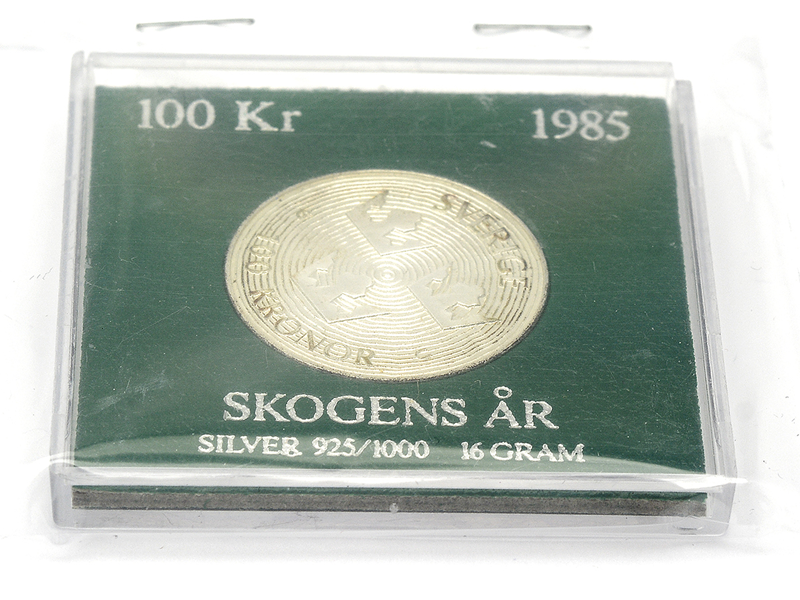 100 Kr 1985
SVERIGE
100 KRONOR
SKOGENS ÅR
SILVER 925/1000 16 GRAM